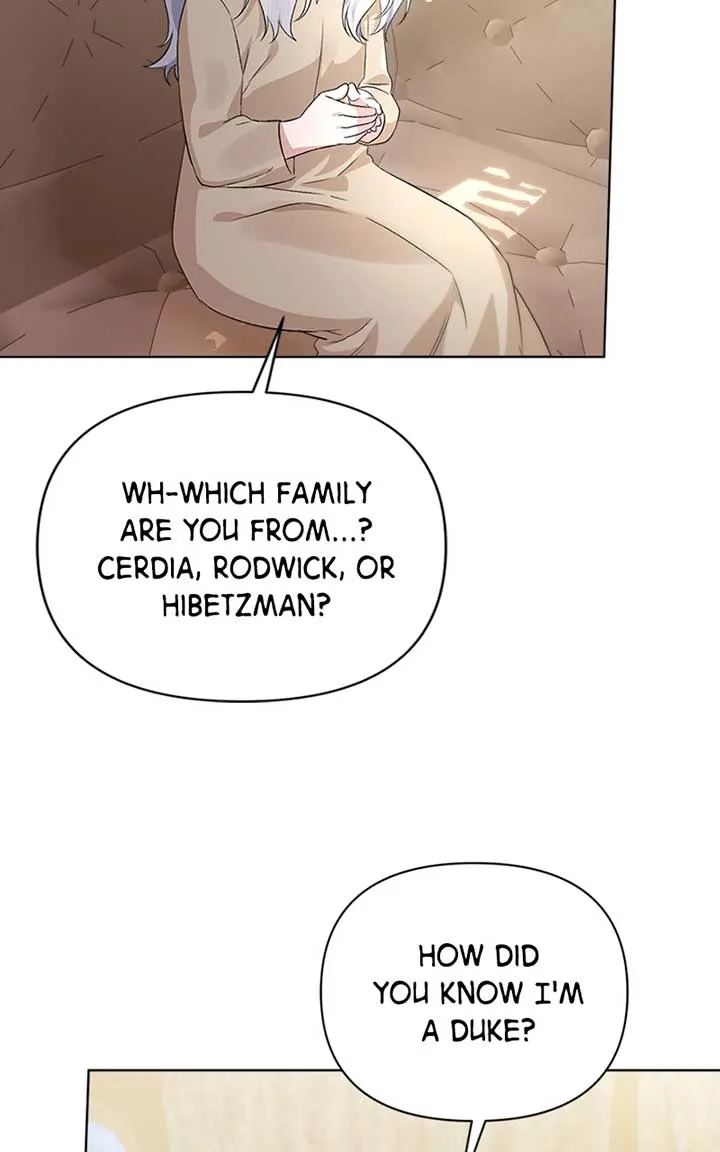 WH-WHICH FAMILY
ARE YOU FROM...?
CERDIA, RODWICK, OR
HIBETZMAN?
HOW DID
YOU KNOW I'M
A DUKE?